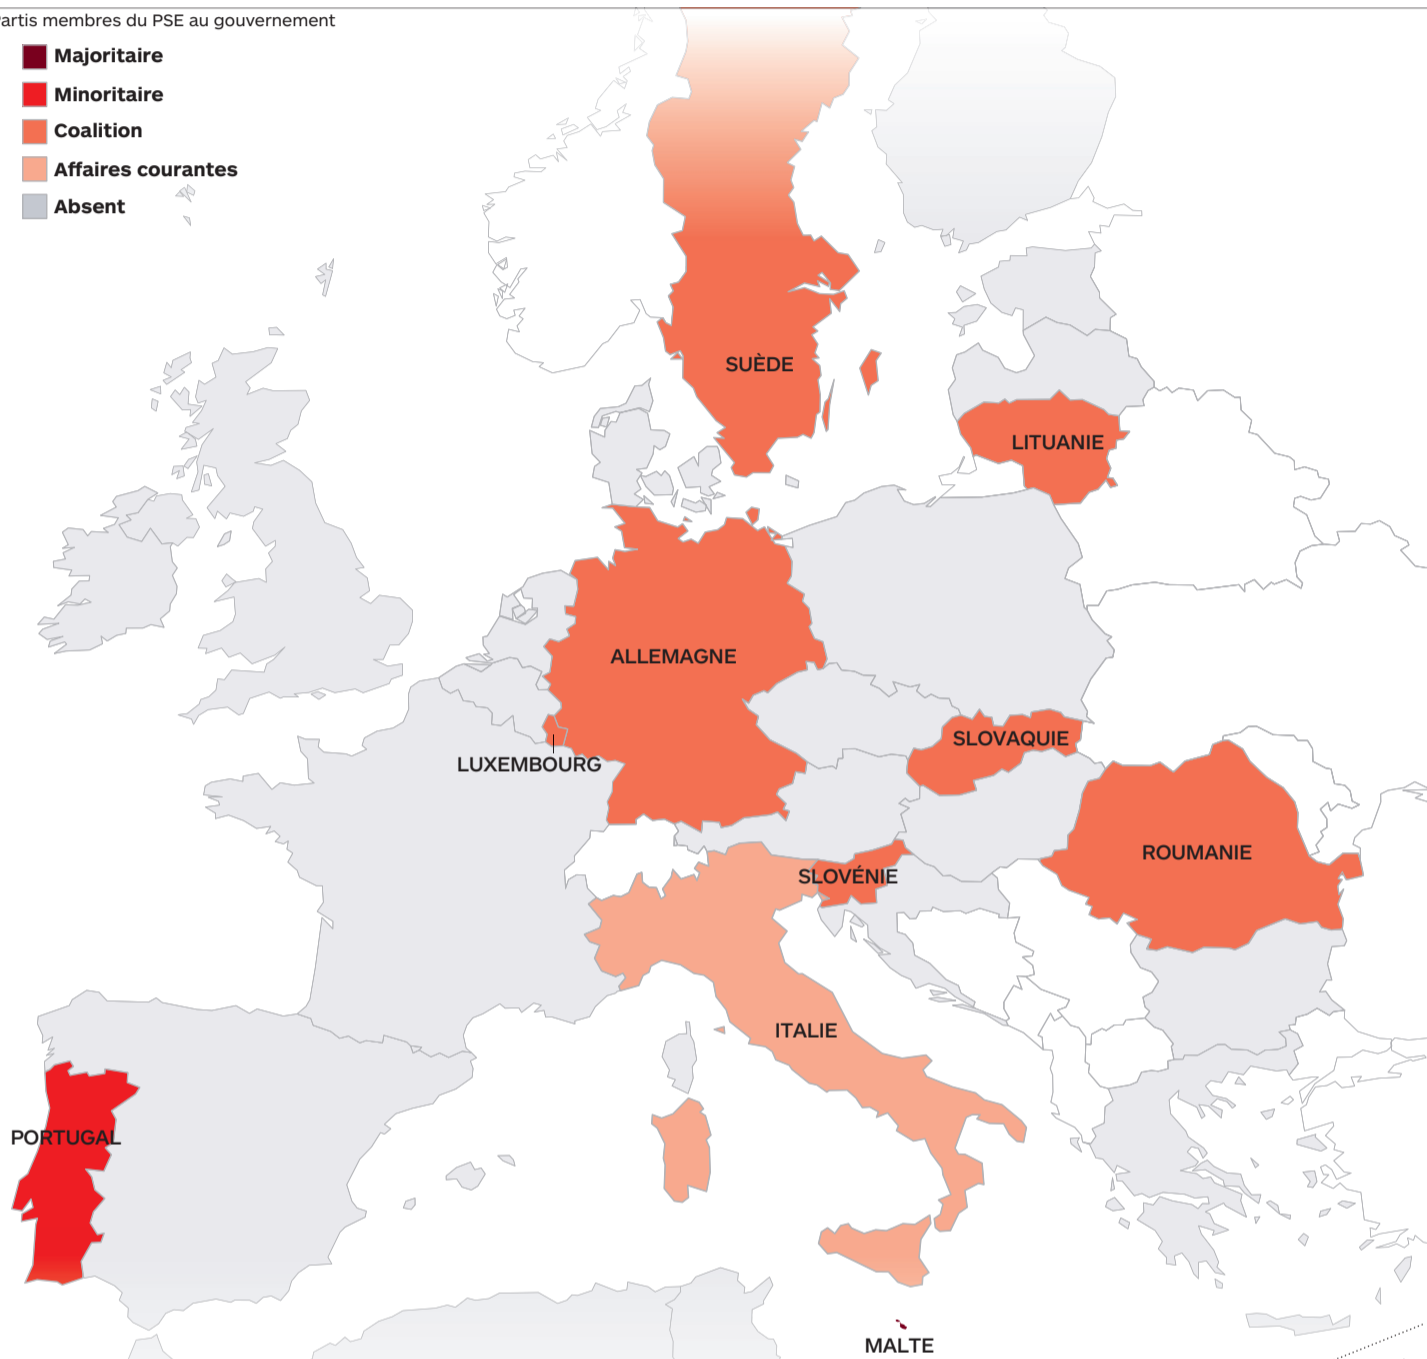 artis membres du PSE au gouvernement
Majoritaire
Minoritaire
Coalition
Affaires courantes
Absent
SUÈDE
LITUANIE
ALLEMAGNE
SLOVAQUIE
LUXEMBOURG
ROUMANIE
SLOVÉNIE
ITALIE
PORTUGAL
MALTE